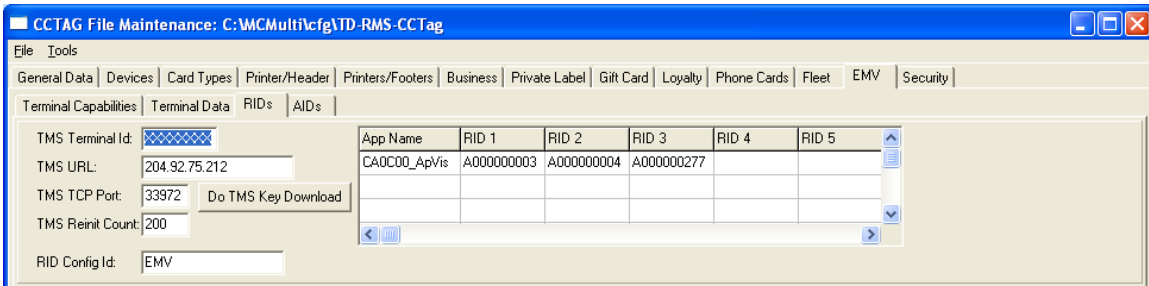 CCTAG File Maintenance: C:\MCMulti\cfg\TD-RMS-CCTag
File Tools
General Data Devices Card Types Printer/Header Printers/Footers Business Private Label Gift Card Loyalty Phone Cards Fleet EMV Security
Terminal Capabilities Terminal Data RIDs AIDs
TMS Terminal Id: XXXXXXXX
TMS URL: 204.92.75.212
TMS TCP Port: 33972 Do TMS Key Download
TMS Reinit Count: 200
RID Config Id: EMV
App Name RID 1 RID 2 RID 3 RID 4 RID 5
CA0C00_ApVis A000000003 A000000004 A000000277